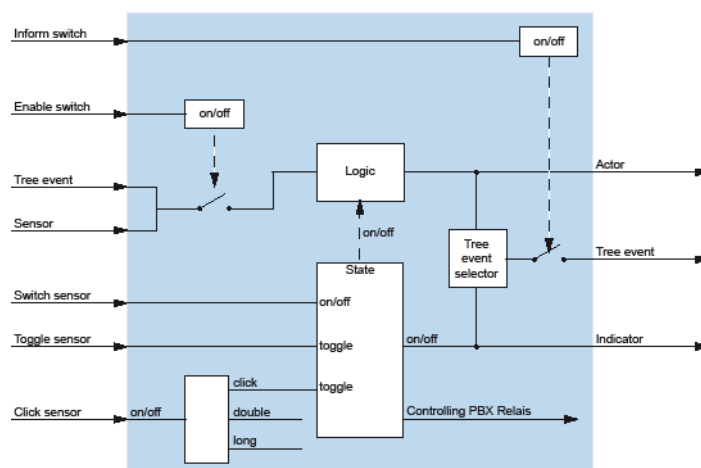 Inform switch
on/off
Enable switch
on/off
Tree event
Logic
Actor
Sensor
on/off
Tree
event
selector
Tree event
State
Switch sensor
on/off
Toggle sensor
toggle
on/off
Indicator
click
toggle
Click sensor
on/off
double
Controlling PBX Relais
long